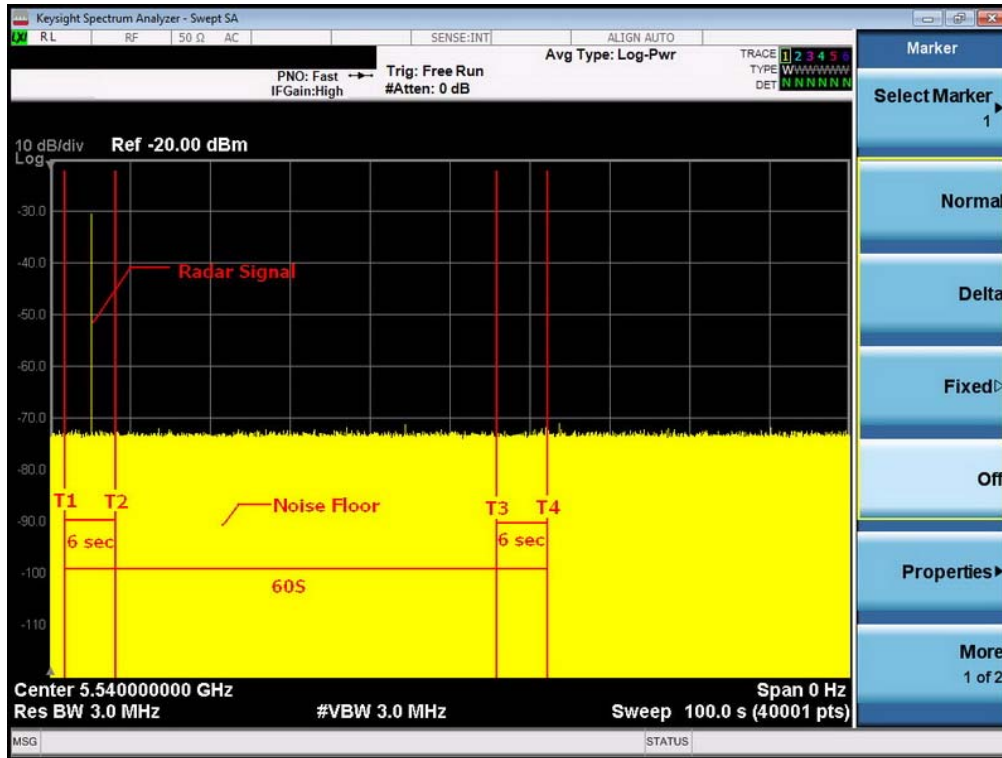 Keysight Spectrum Analyzer - Swept SA
LXI RL RF 50 Ω AC SENSE:INT ALIGN AUTO
PNO: Fast
IFGain:High
Trig: Free Run
#Atten: 0 dB
Avg Type: Log-Pwr
TRACE 1 2 3 4 5 6
TYPE WWWWWW
DET N N N N N N
10 dB/div Ref -20.00 dBm
Log
-30.0
-40.0
-50.0
-60.0
-70.0
-80.0
-90.0
-100
-110
Radar Signal
T1 T2 T3 T4
Noise Floor
6 sec 6 sec
60S
Center 5.540000000 GHz Span 0 Hz
Res BW 3.0 MHz #VBW 3.0 MHz Sweep 100.0 s (40001 pts)
MSG STATUS
Marker
Select Marker
1
Normal
Delta
Fixed
Off
Properties
More
1 of 2